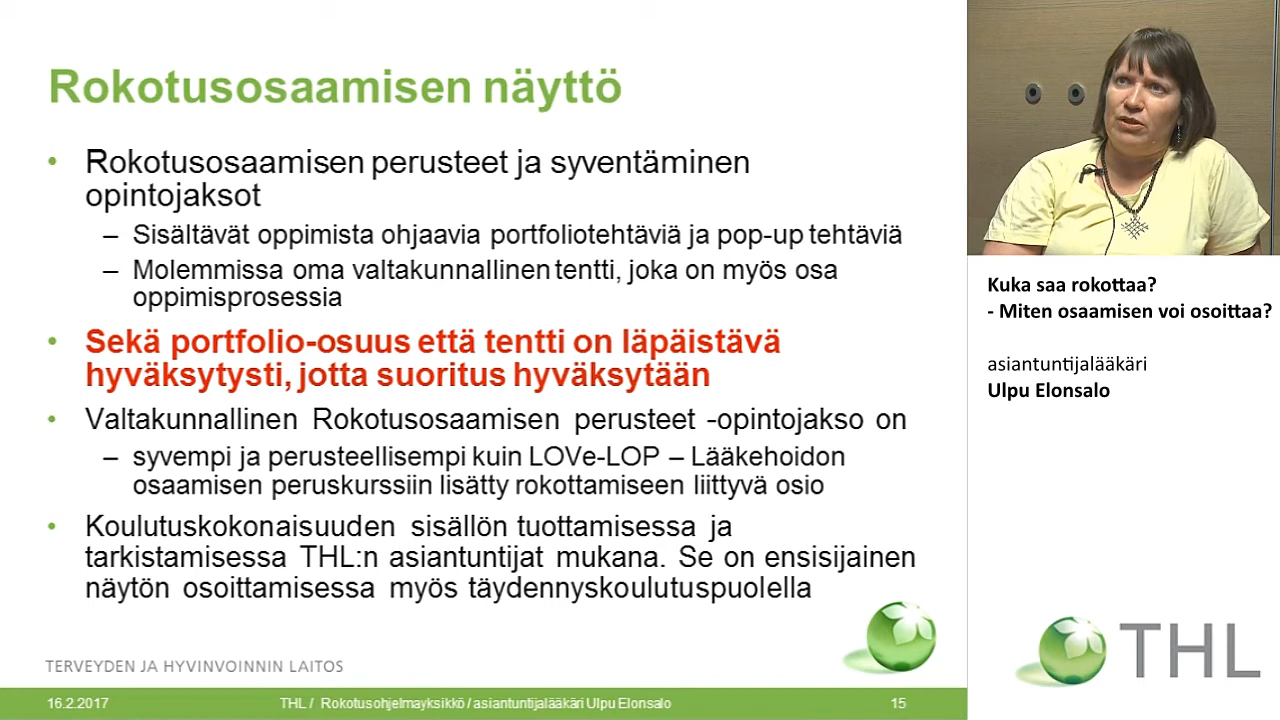 Rokotusosaamisen näyttö
• Rokotusosaamisen perusteet ja syventäminen
opintojaksot
– Sisältävät oppimista ohjaavia portfoliotehtäviä ja pop-up tehtäviä
– Molemmissa oma valtakunnallinen tentti, joka on myös osa
oppimisprosessia
• Sekä portfolio-osuus että tentti on läpäistävä
hyväksytysti, jotta suoritus hyväksytään
• Valtakunnallinen Rokotusosaamisen perusteet -opintojakso on
– syvempi ja perusteellisempi kuin LOVe-LOP – Lääkehoidon
osaamisen peruskurssiin lisätty rokottamiseen liittyvä osio
• Koulutuskokonaisuuden sisällön tuottamisessa ja
tarkistamisessa THL:n asiantuntijat mukana. Se on ensisijainen
näytön osoittamisessa myös täydennyskoulutuspuolella
TERVEYDEN JA HYVINVOINNIN LAITOS
16.2.2017 THL / Rokotusohjelmayksikkö / asiantuntijalääkäri Ulpu Elonsalo 15
Kuka saa rokottaa?
- Miten osaamisen voi osoittaa?
asiantuntijalääkäri
Ulpu Elonsalo
THL